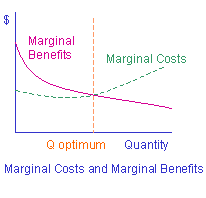 $
Marginal
Benefits
Marginal Costs
Q optimum
Quantity
Marginal Costs and Marginal Benefits